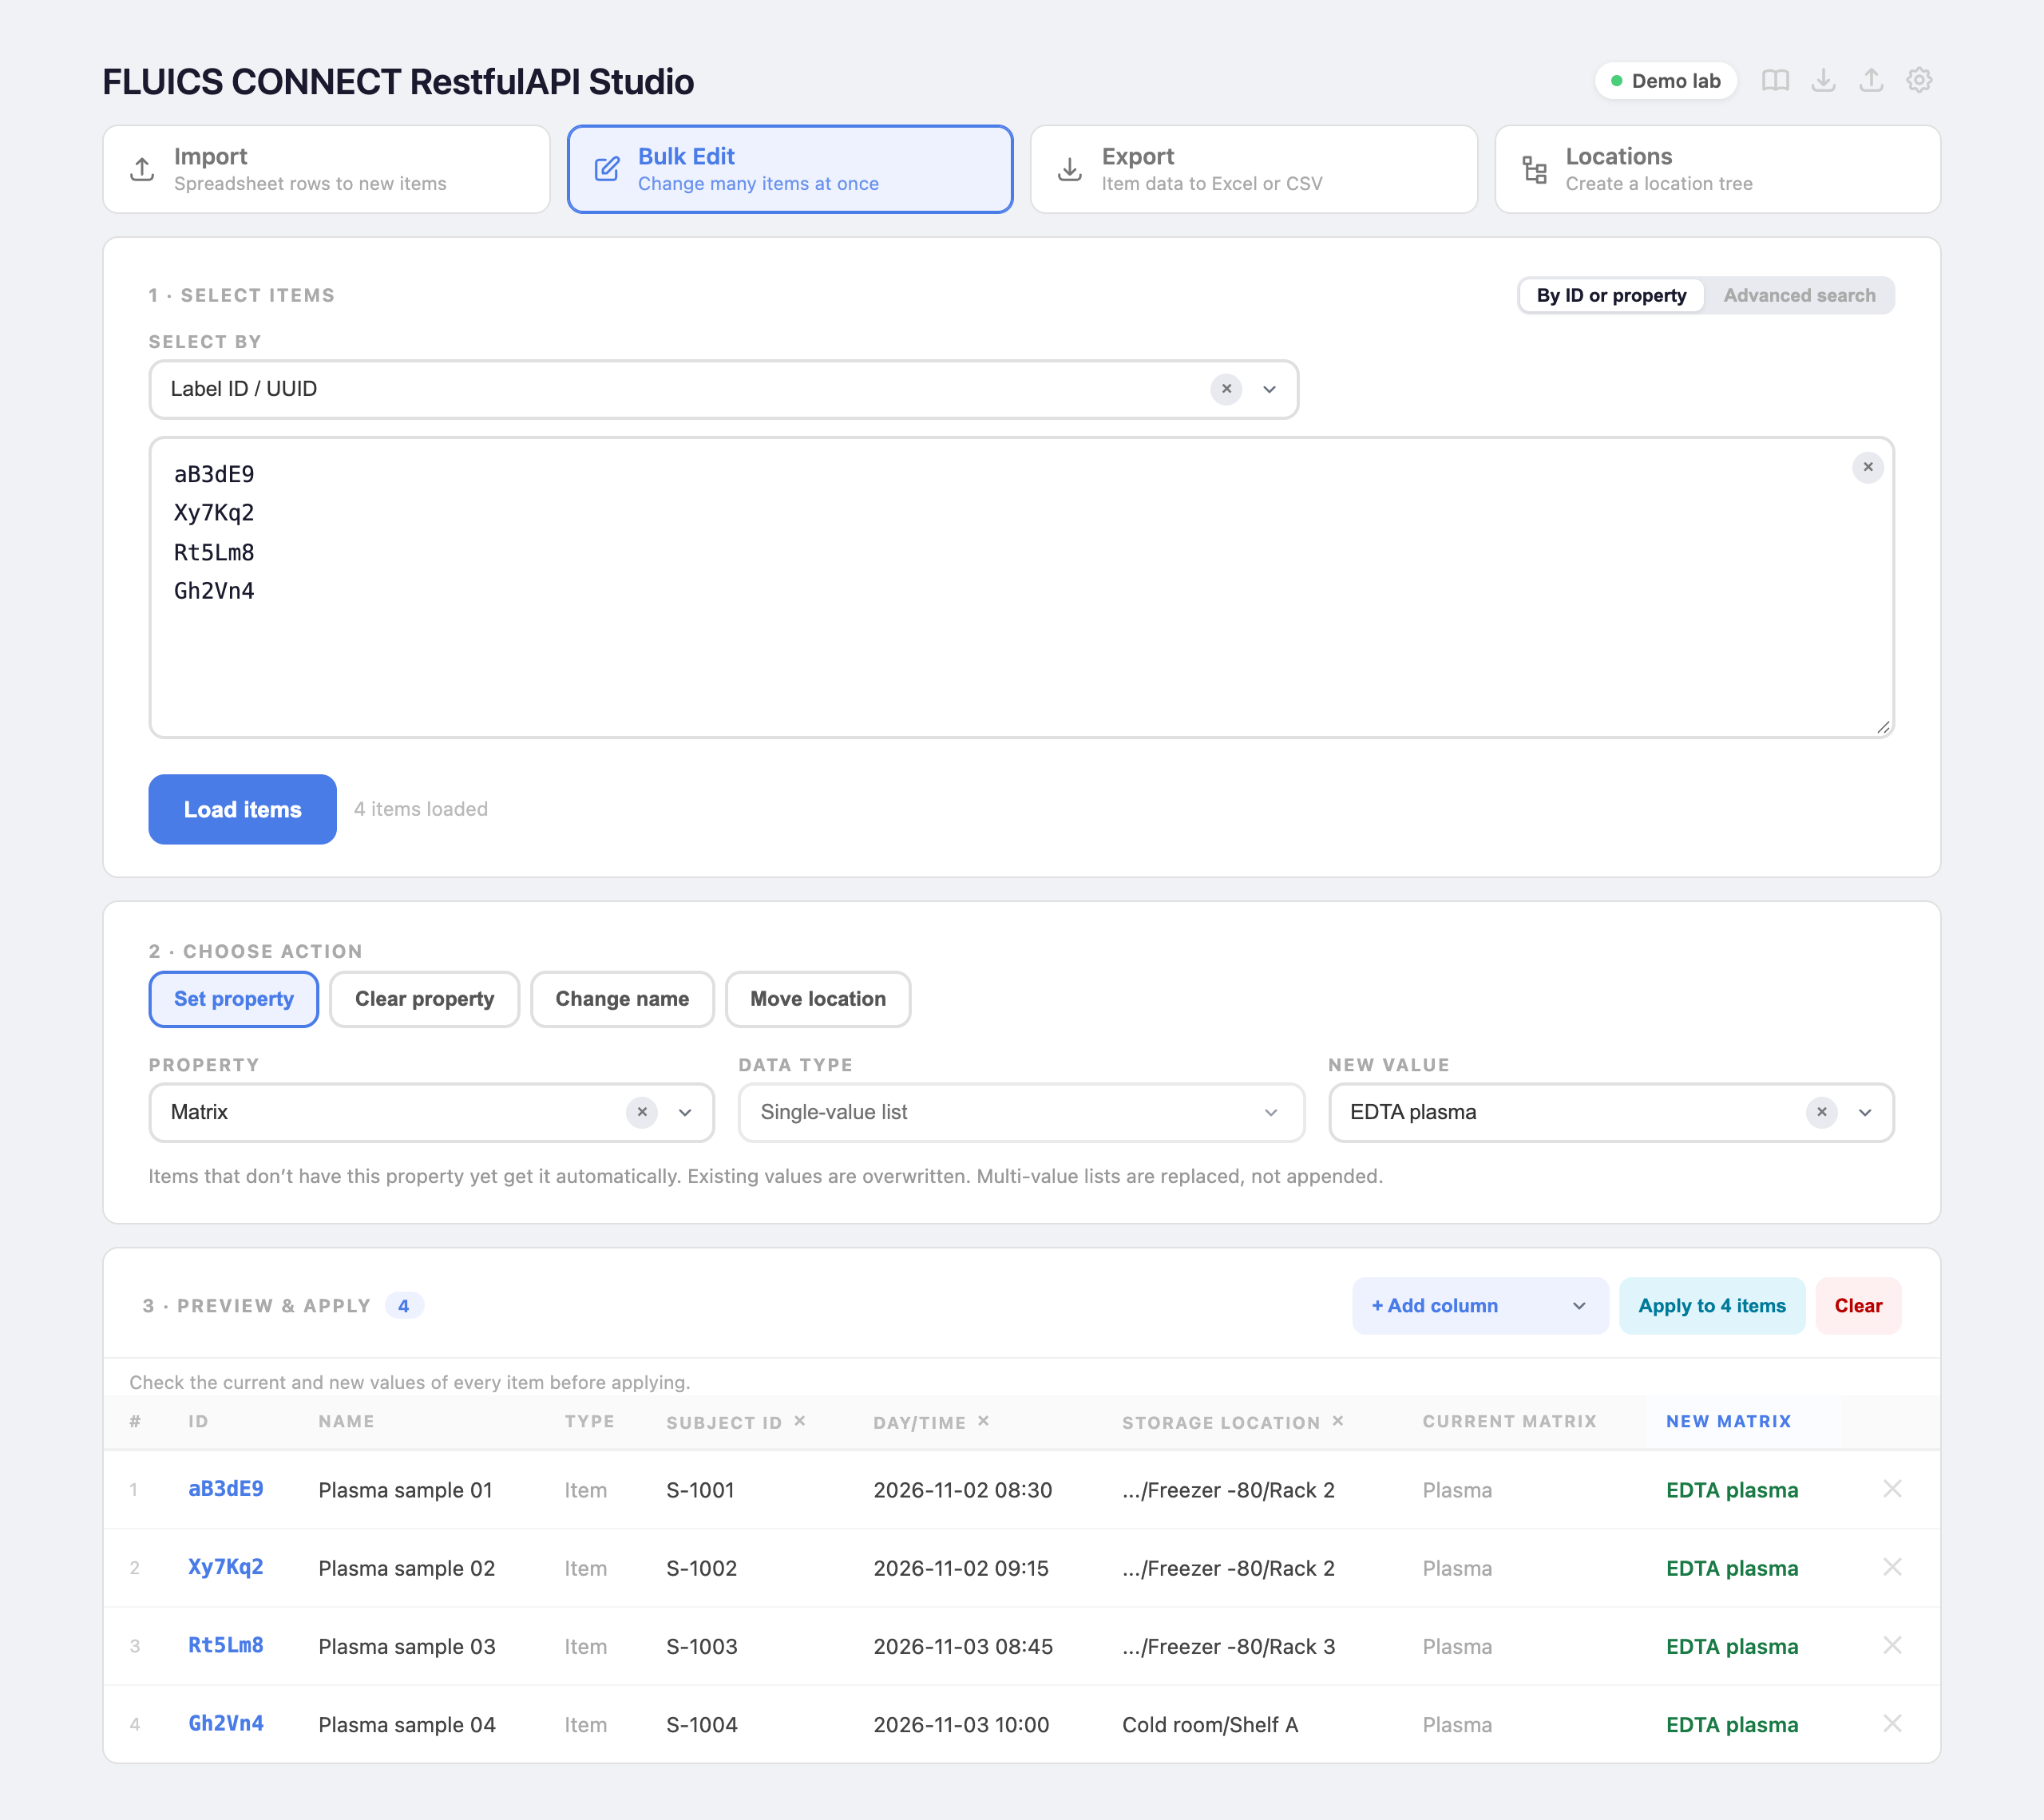 FLUICS CONNECT RestfulAPI Studio
Demo lab
Import
Spreadsheet rows to new items
Bulk Edit
Change many items at once
Export
Item data to Excel or CSV
Locations
Create a location tree
1 · SELECT ITEMS
By ID or property
Advanced search
SELECT BY
Label ID / UUID
aB3dE9
Xy7Kq2
Rt5Lm8
Gh2Vn4
Load items
4 items loaded
2 · CHOOSE ACTION
Set property
Clear property
Change name
Move location
PROPERTY
DATA TYPE
NEW VALUE
Matrix
Single-value list
EDTA plasma
Items that don’t have this property yet get it automatically. Existing values are overwritten. Multi-value lists are replaced, not appended.
3 · PREVIEW & APPLY 4
+ Add column
Apply to 4 items
Clear
Check the current and new values of every item before applying.
# ID NAME TYPE SUBJECT ID × DAY/TIME × STORAGE LOCATION × CURRENT MATRIX NEW MATRIX
1 aB3dE9 Plasma sample 01 Item S-1001 2026-11-02 08:30 .../Freezer -80/Rack 2 Plasma EDTA plasma
2 Xy7Kq2 Plasma sample 02 Item S-1002 2026-11-02 09:15 .../Freezer -80/Rack 2 Plasma EDTA plasma
3 Rt5Lm8 Plasma sample 03 Item S-1003 2026-11-03 08:45 .../Freezer -80/Rack 3 Plasma EDTA plasma
4 Gh2Vn4 Plasma sample 04 Item S-1004 2026-11-03 10:00 Cold room/Shelf A Plasma EDTA plasma